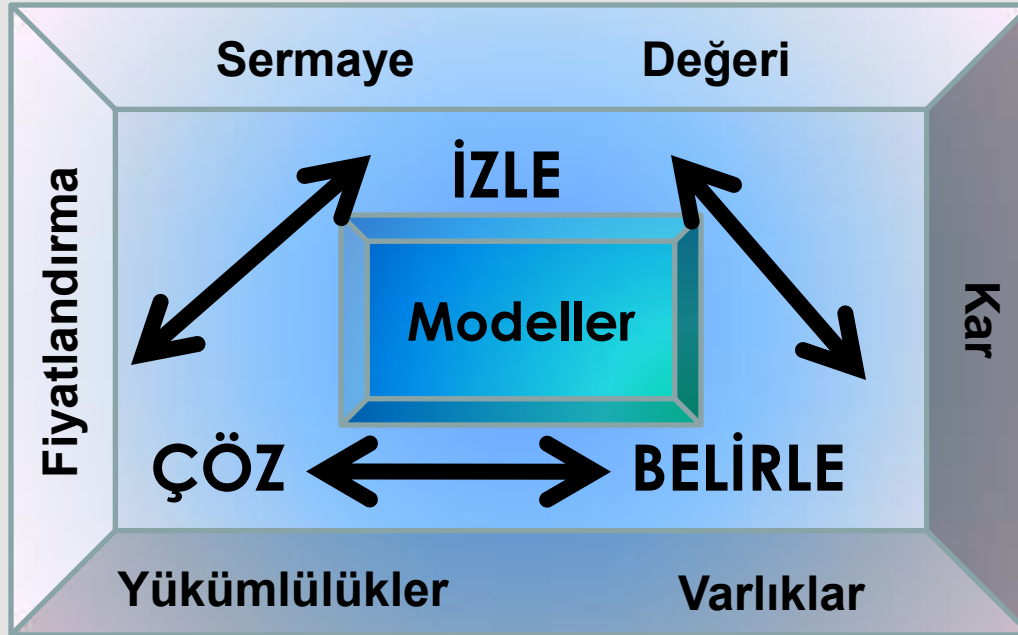 Sermaye Değeri
Fiyatlandırma
İZLE
Modeller
Kar
ÇÖZ
BELİRLE
Yükümlülükler
Varlıklar